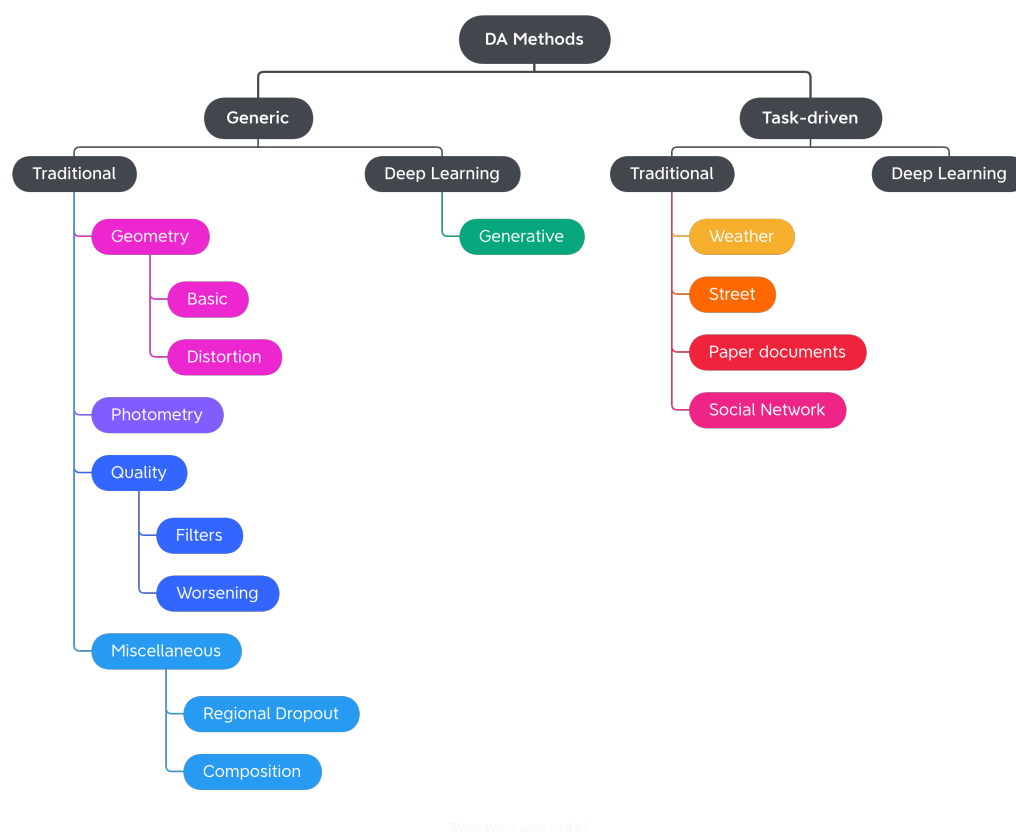 DA Methods
Generic
Task-driven
Traditional
Deep Learning
Traditional
Deep Learning
Geometry
Generative
Weather
Basic
Street
Distortion
Paper documents
Photometry
Social Network
Quality
Filters
Worsening
Miscellaneous
Regional Dropout
Composition